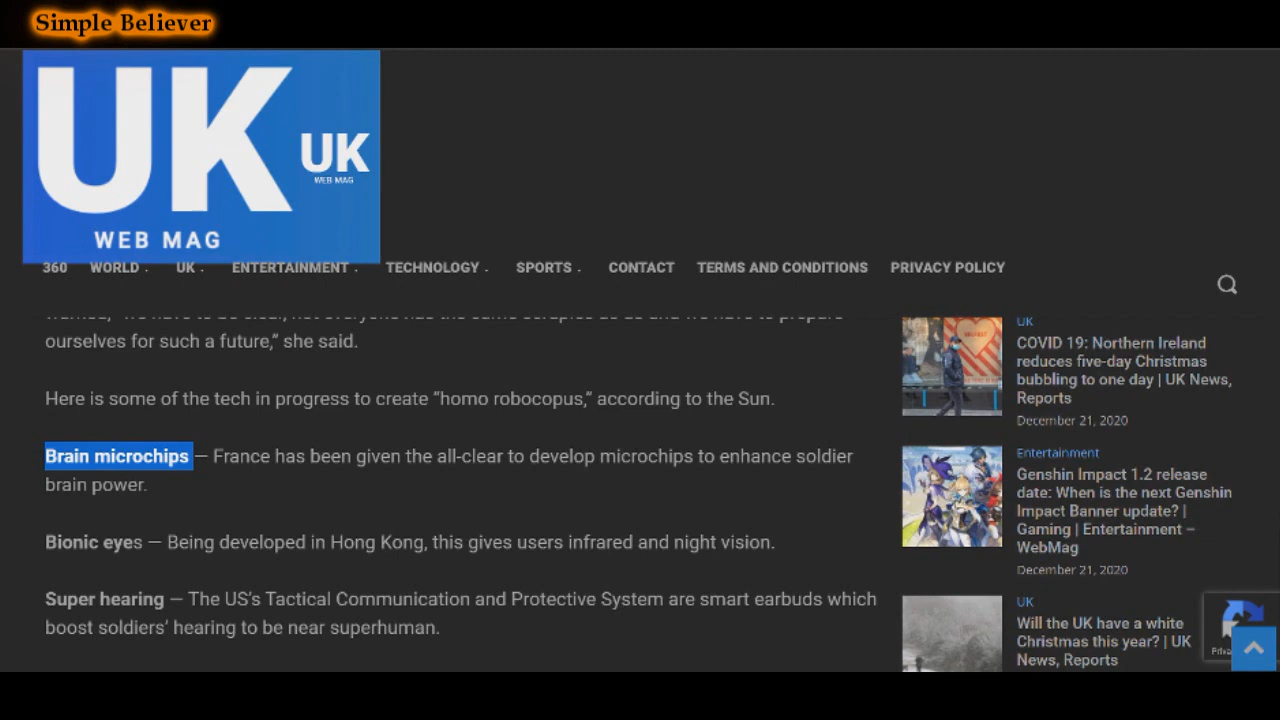 Simple Believer
UK
UK
WEB MAG
WEB MAG
360 WORLD UK ENTERTAINMENT TECHNOLOGY SPORTS CONTACT TERMS AND CONDITIONS PRIVACY POLICY
ourselves for such a future,” she said.
Here is some of the tech in progress to create “homo robocopus,” according to the Sun.
Brain microchips — France has been given the all-clear to develop microchips to enhance soldier
brain power.
Bionic eyes — Being developed in Hong Kong, this gives users infrared and night vision.
Super hearing — The US’s Tactical Communication and Protective System are smart earbuds which
boost soldiers’ hearing to be near superhuman.
UK
COVID 19: Northern Ireland
reduces five-day Christmas
bubbling to one day | UK News,
Reports
December 21, 2020
Entertainment
Genshin Impact 1.2 release
date: When is the next Genshin
Impact Banner update? |
Gaming | Entertainment –
WebMag
December 21, 2020
UK
Will the UK have a white
Christmas this year? | UK
News, Reports